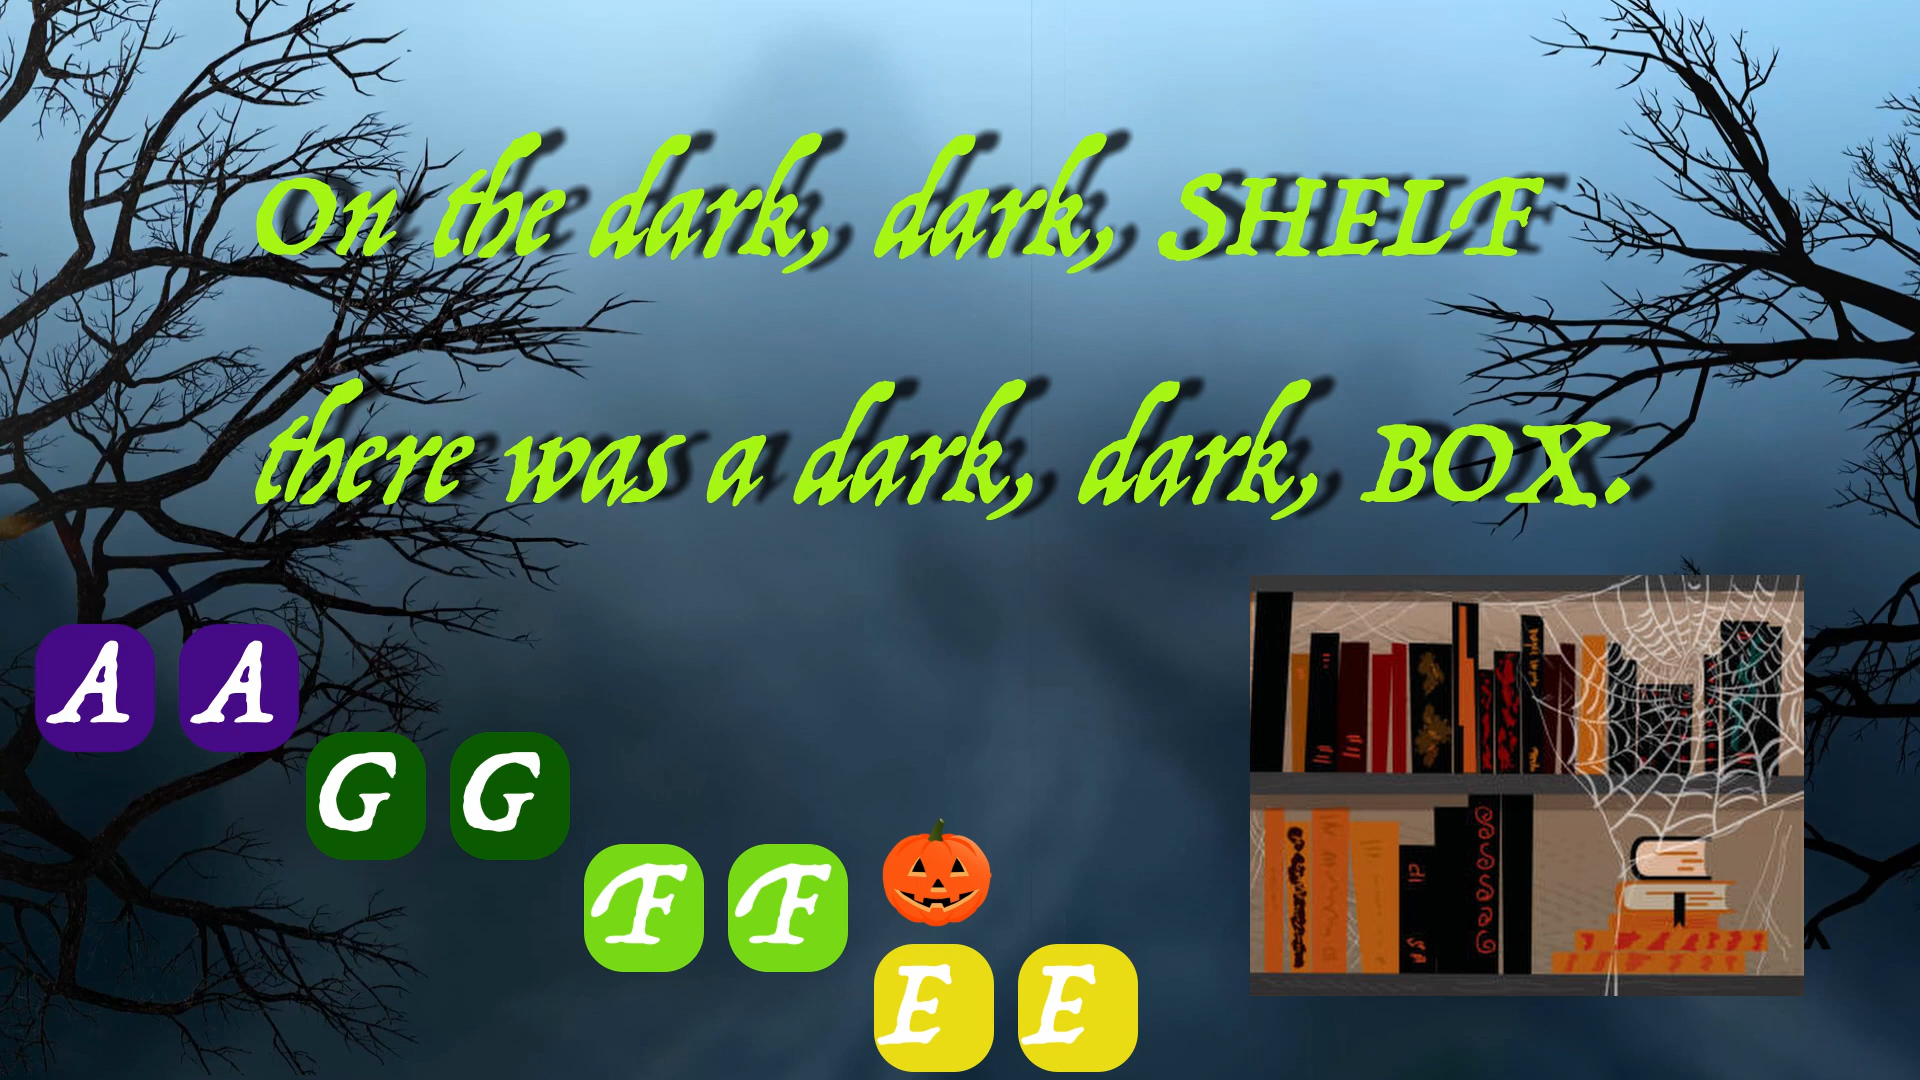 On the dark, dark, SHELF
there was a dark, dark, BOX.
A A
G G
F F
E E